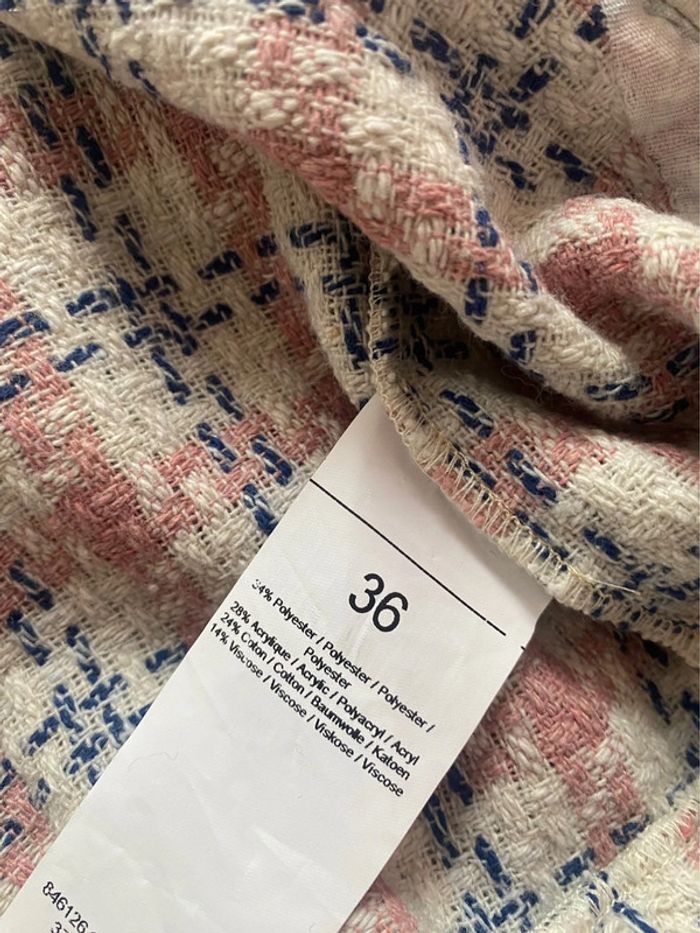 36
34% Polyester / Polyester / Polyester /
Polyester
28% Acrylique / Acrylic / Polyacryl / Acryl
24% Coton / Cotton / Baumwolle / Katoen
14% Viscose / Viscose / Viskose / Viscose
846126